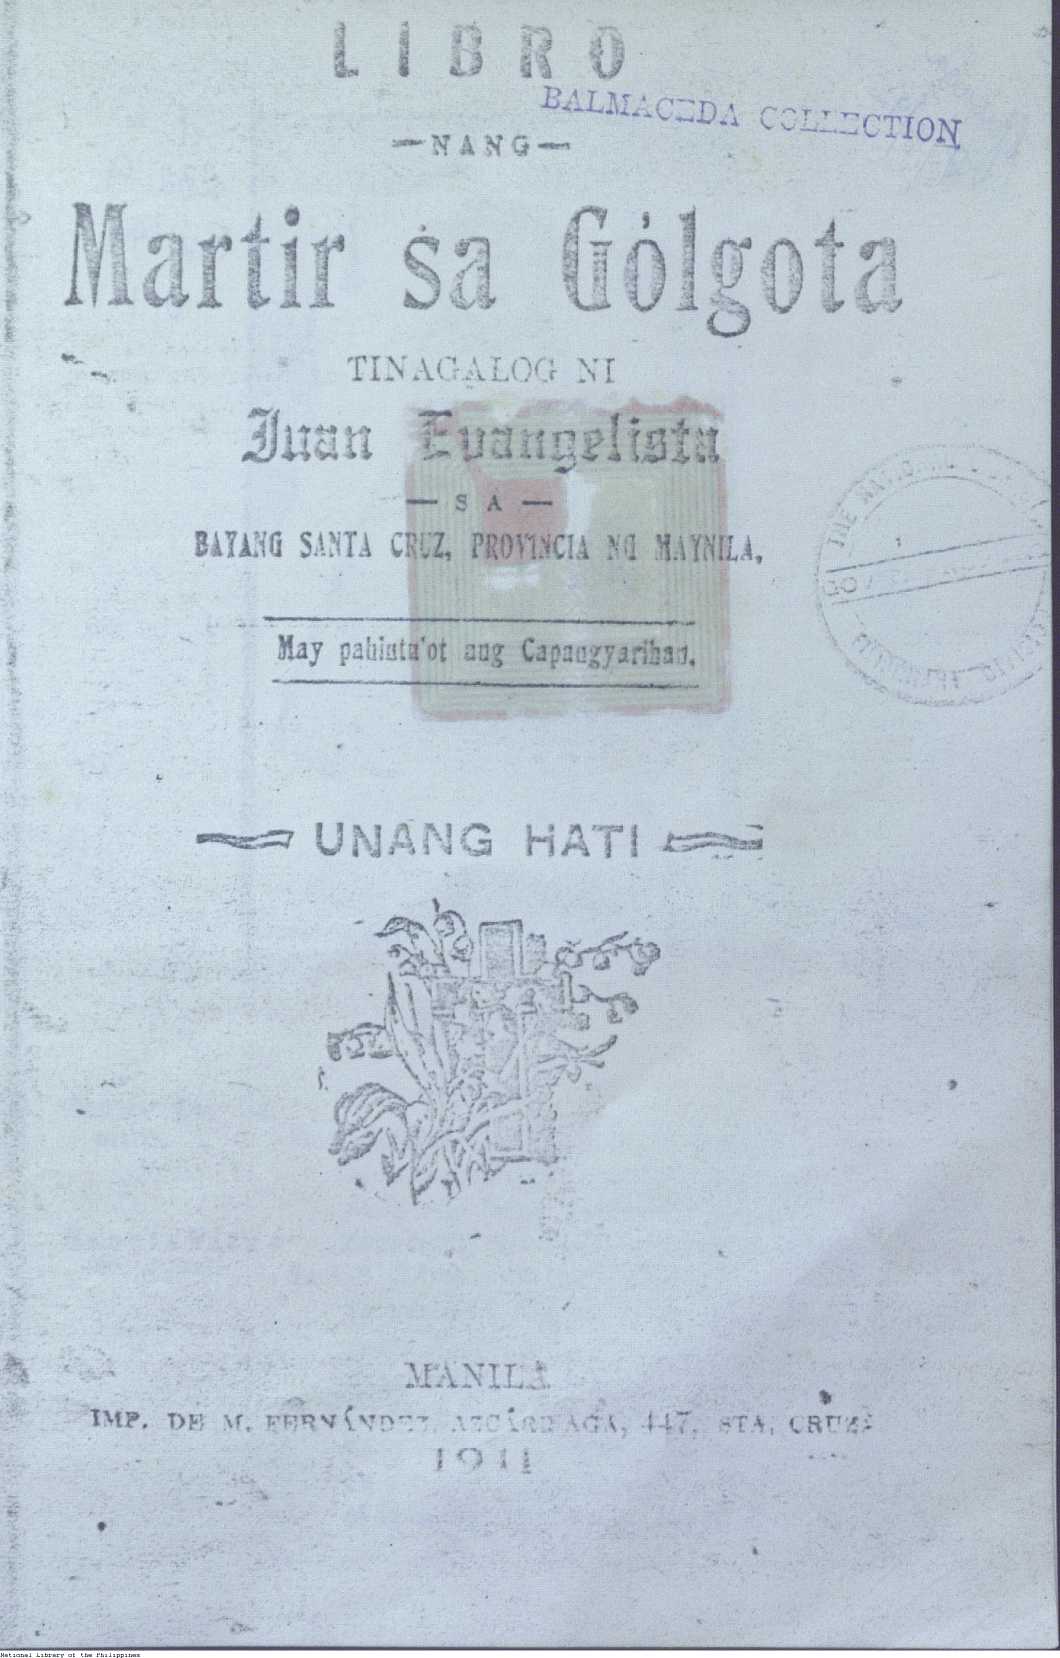 LIBRO
BALMACEDA COLLECTION
—NANG—
Martir sa Gólgota
TINAGALOG NI
Juan Evangelista
— SA —
BAYANG SANTA CRUZ, PROVINCIA NG MAYNILA,
May pahintu'ot ang Capangyarihan.
THE NATIONAL
UNANG HATI
MANILA
IMP. DE M. FERNÁNDEZ, AZCÁRRAGA, 447, STA, CRUZ
1911
National Library of the Philippines